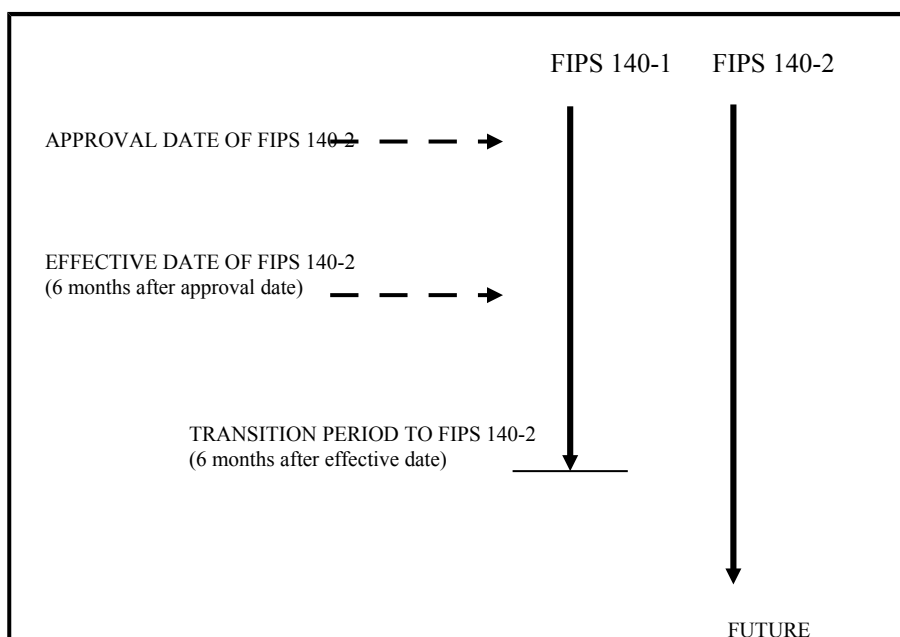 FIPS 140-1 FIPS 140-2
APPROVAL DATE OF FIPS 140-2
EFFECTIVE DATE OF FIPS 140-2
(6 months after approval date)
TRANSITION PERIOD TO FIPS 140-2
(6 months after effective date)
FUTURE